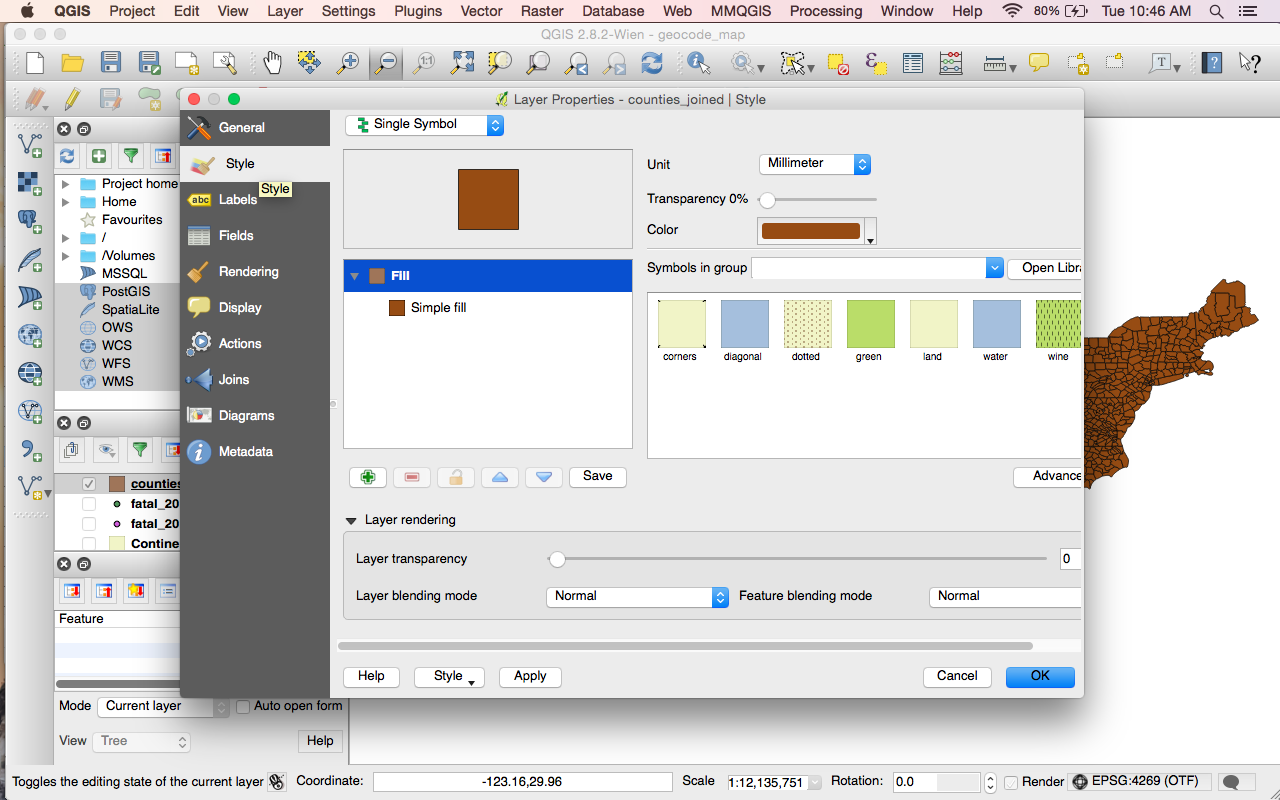 QGIS Project Edit View Layer Settings Plugins Vector Raster Database Web MMQGIS Processing Window Help 80% Tue 10:46 AM
QGIS 2.8.2-Wien - geocode_map
Layer Properties - counties_joined | Style
General
Style
Style
Labels
Fields
Rendering
Display
Actions
Joins
Diagrams
Metadata
Single Symbol
Unit Millimeter
Transparency 0%
Color
Fill
Simple fill
Symbols in group Open Libra
corners diagonal dotted green land water wine
Save
Advance
Layer rendering
Layer transparency 0
Layer blending mode Normal Feature blending mode Normal
Help Style Apply Cancel OK
Project home
Home
Favourites
/
/Volumes
MSSQL
PostGIS
SpatiaLite
OWS
WCS
WFS
WMS
counties
fatal_20
fatal_20
Contine
Feature
Mode Current layer Auto open form
View Tree Help
Toggles the editing state of the current layer Coordinate: -123.16,29.96 Scale 1:12,135,751 Rotation: 0.0 Render EPSG:4269 (OTF)